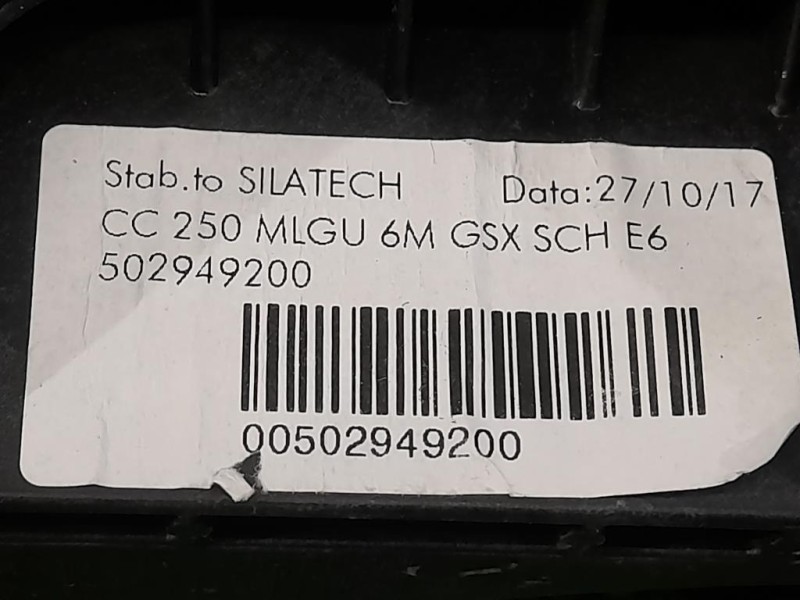 Stab.to SILATECH Data:27/10/17
CC 250 MLGU 6M GSX SCH E6
502949200
00502949200